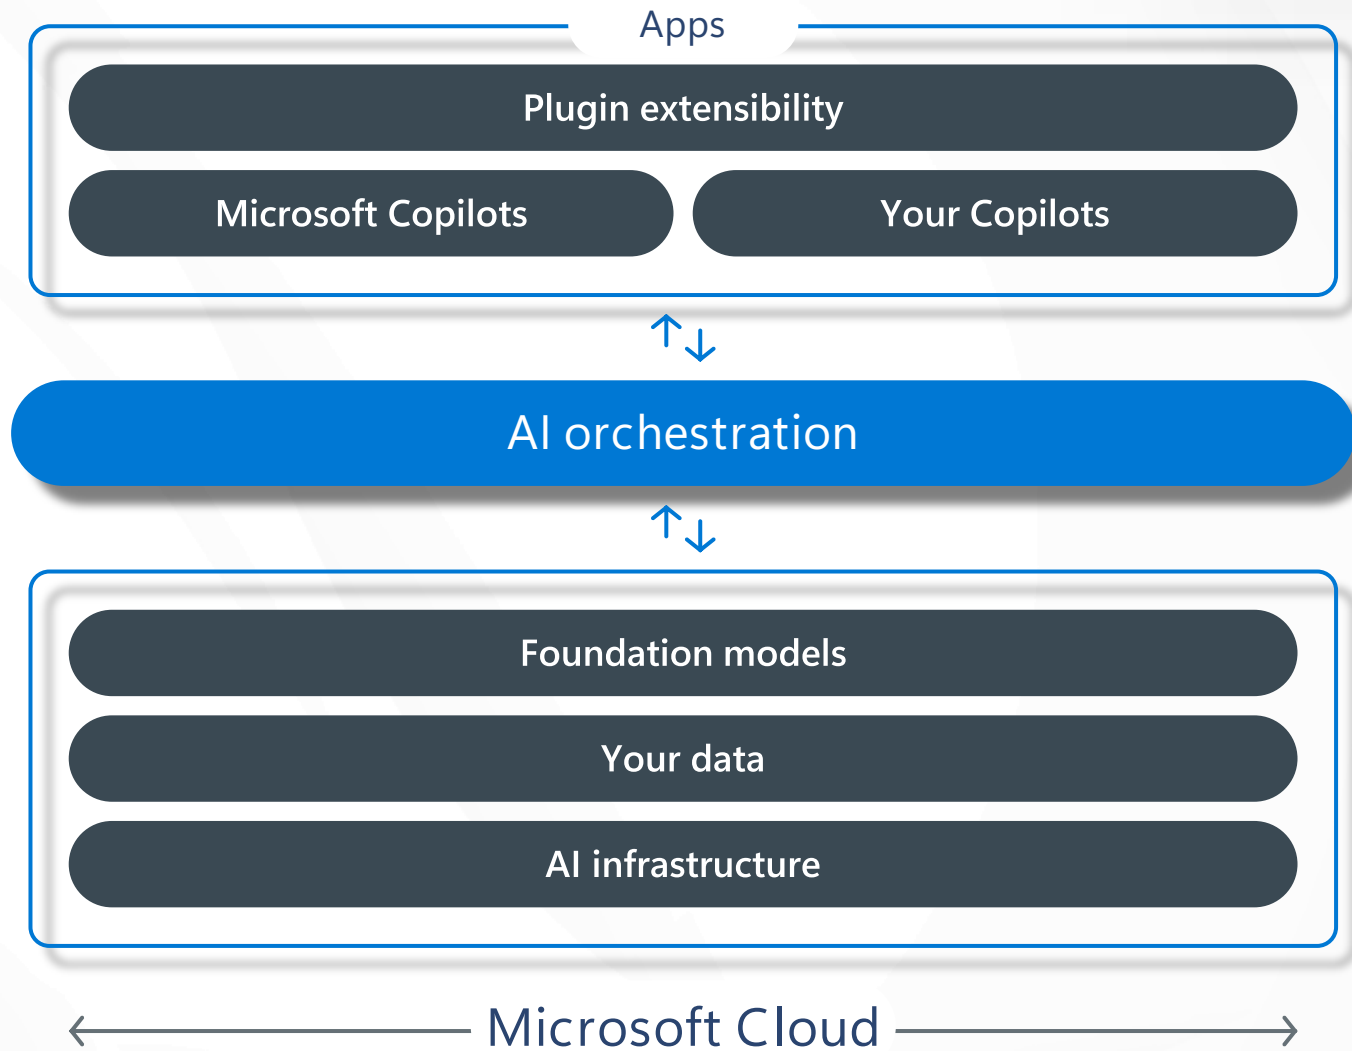 Apps
Plugin extensibility
Microsoft Copilots
Your Copilots
AI orchestration
Foundation models
Your data
AI infrastructure
Microsoft Cloud